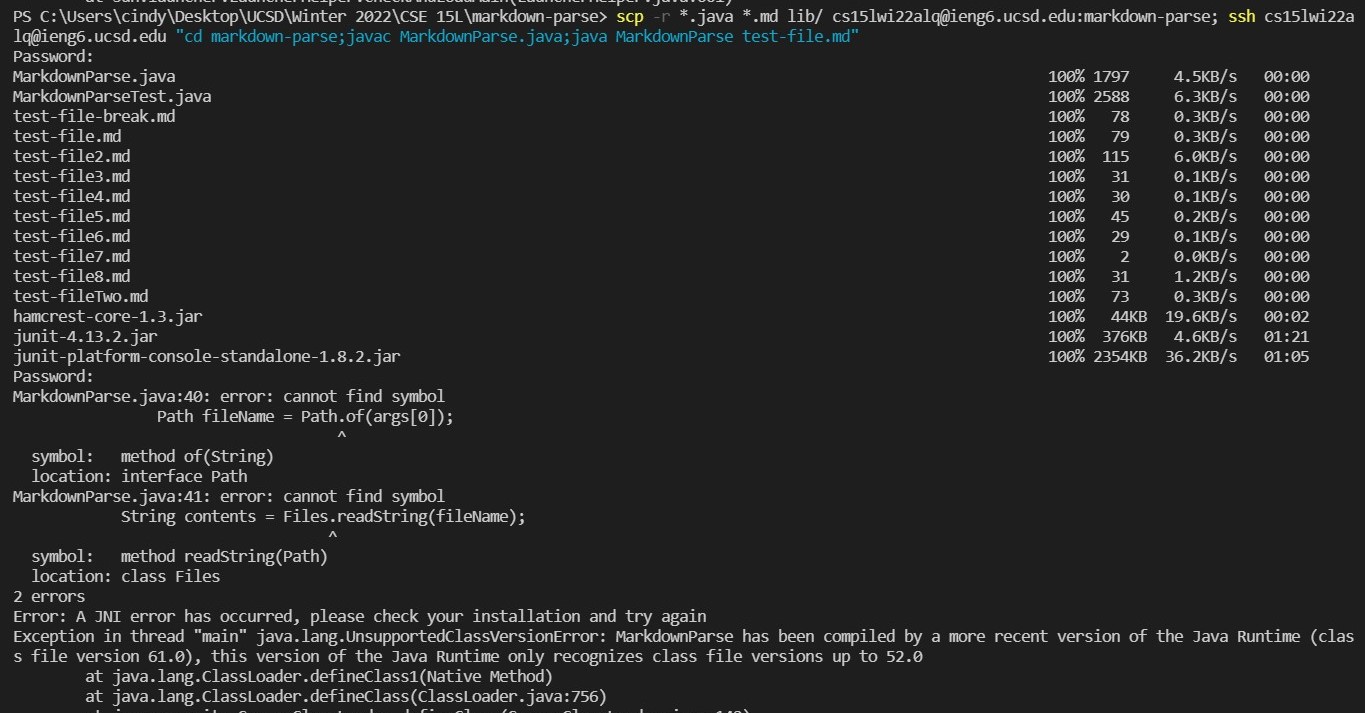 PS C:\Users\cindy\Desktop\UCSD\Winter 2022\CSE 15L\markdown-parse> scp -r *.java *.md lib/ cs15lwi22alq@ieng6.ucsd.edu:markdown-parse; ssh cs15lwi22a
lq@ieng6.ucsd.edu "cd markdown-parse;javac MarkdownParse.java;java MarkdownParse test-file.md"
Password:
MarkdownParse.java 100% 1797 4.5KB/s 00:00
MarkdownParseTest.java 100% 2588 6.3KB/s 00:00
test-file-break.md 100% 78 0.3KB/s 00:00
test-file.md 100% 79 0.3KB/s 00:00
test-file2.md 100% 115 6.0KB/s 00:00
test-file3.md 100% 31 0.1KB/s 00:00
test-file4.md 100% 30 0.1KB/s 00:00
test-file5.md 100% 45 0.2KB/s 00:00
test-file6.md 100% 29 0.1KB/s 00:00
test-file7.md 100% 2 0.0KB/s 00:00
test-file8.md 100% 31 1.2KB/s 00:00
test-fileTwo.md 100% 73 0.3KB/s 00:00
hamcrest-core-1.3.jar 100% 44KB 19.6KB/s 00:02
junit-4.13.2.jar 100% 376KB 4.6KB/s 01:21
junit-platform-console-standalone-1.8.2.jar 100% 2354KB 36.2KB/s 01:05
Password:
MarkdownParse.java:40: error: cannot find symbol
Path fileName = Path.of(args[0]);
^
symbol: method of(String)
location: interface Path
MarkdownParse.java:41: error: cannot find symbol
String contents = Files.readString(fileName);
^
symbol: method readString(Path)
location: class Files
2 errors
Error: A JNI error has occurred, please check your installation and try again
Exception in thread "main" java.lang.UnsupportedClassVersionError: MarkdownParse has been compiled by a more recent version of the Java Runtime (clas
s file version 61.0), this version of the Java Runtime only recognizes class file versions up to 52.0
at java.lang.ClassLoader.defineClass1(Native Method)
at java.lang.ClassLoader.defineClass(ClassLoader.java:756)